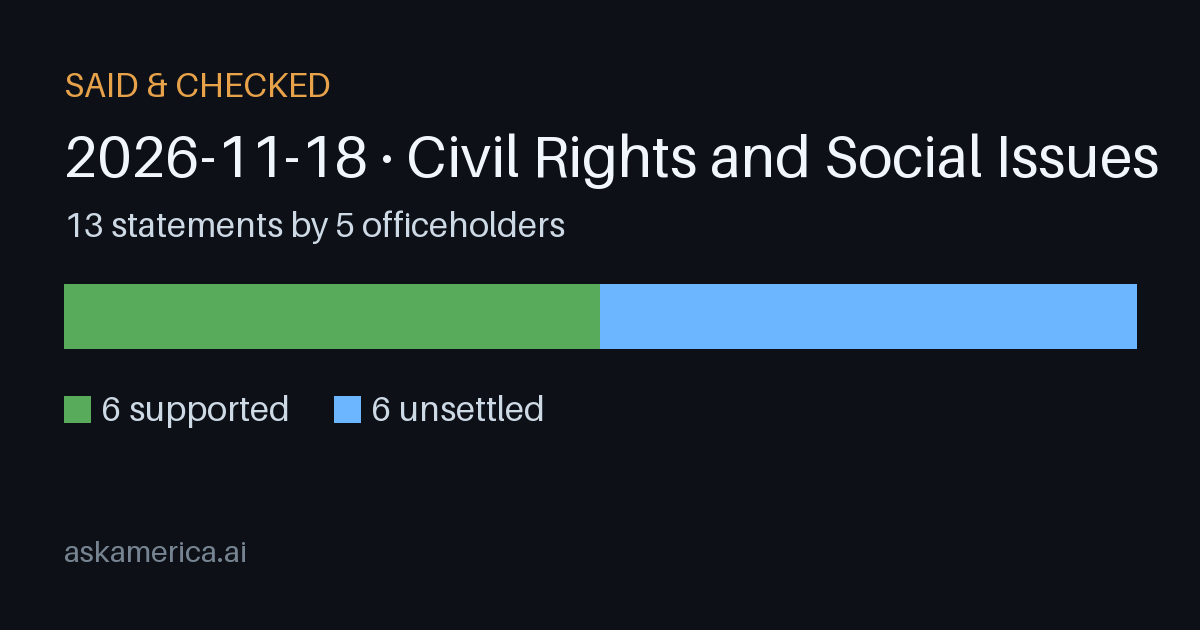 SAID & CHECKED
2026-11-18 · Civil Rights and Social Issues
13 statements by 5 officeholders
6 supported 6 unsettled
askamerica.ai